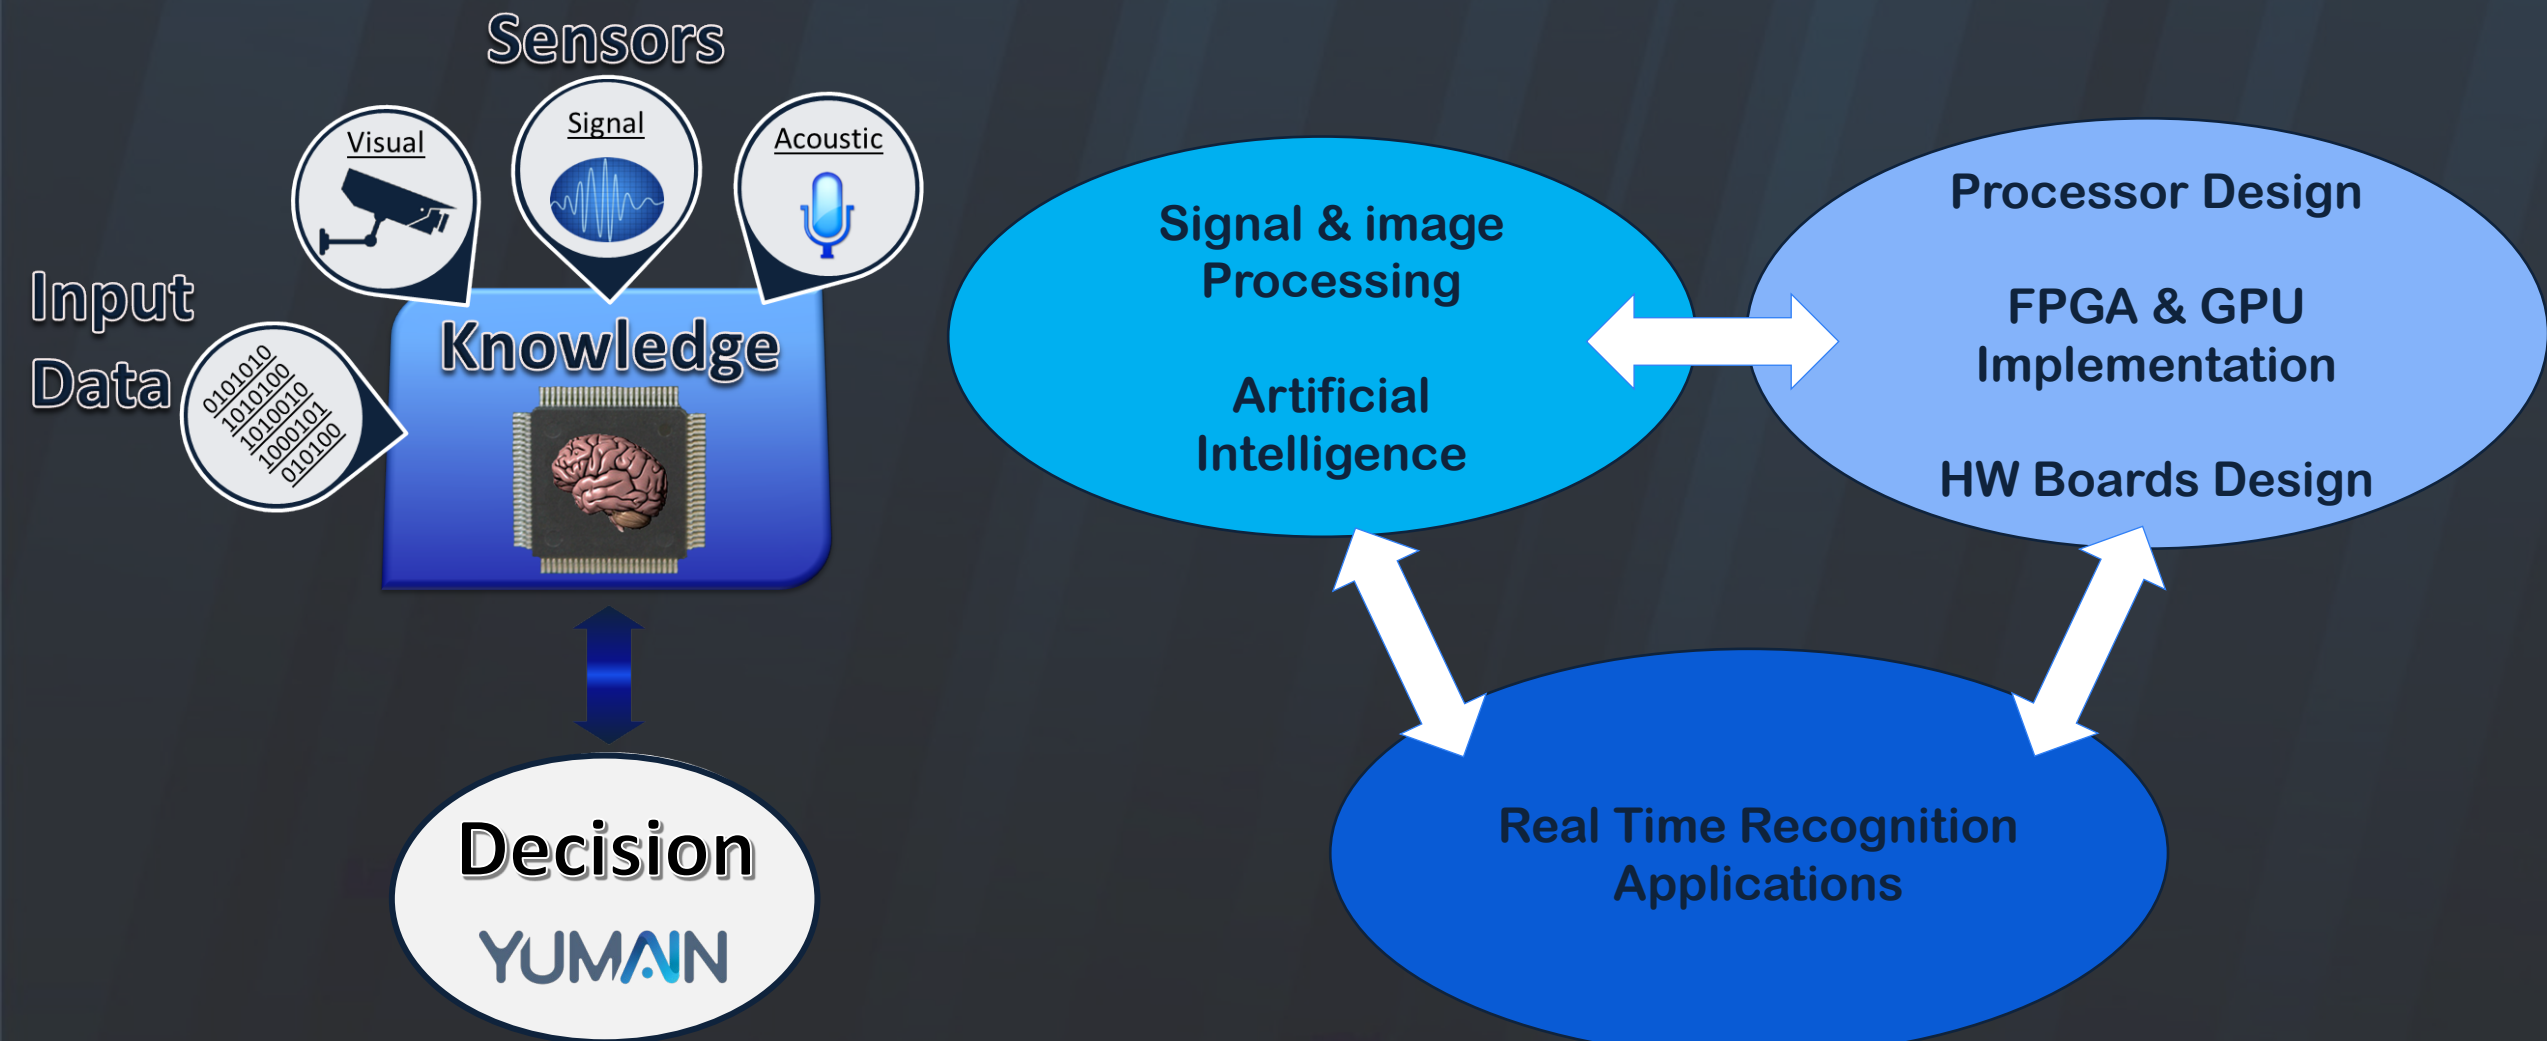 Sensors
Visual
Signal
Acoustic
Input
Data
0101010
1010100
1010010
1000101
010100
Knowledge
Decision
YUMAIN
Signal & image
Processing
Artificial
Intelligence
Processor Design
FPGA & GPU
Implementation
HW Boards Design
Real Time Recognition
Applications